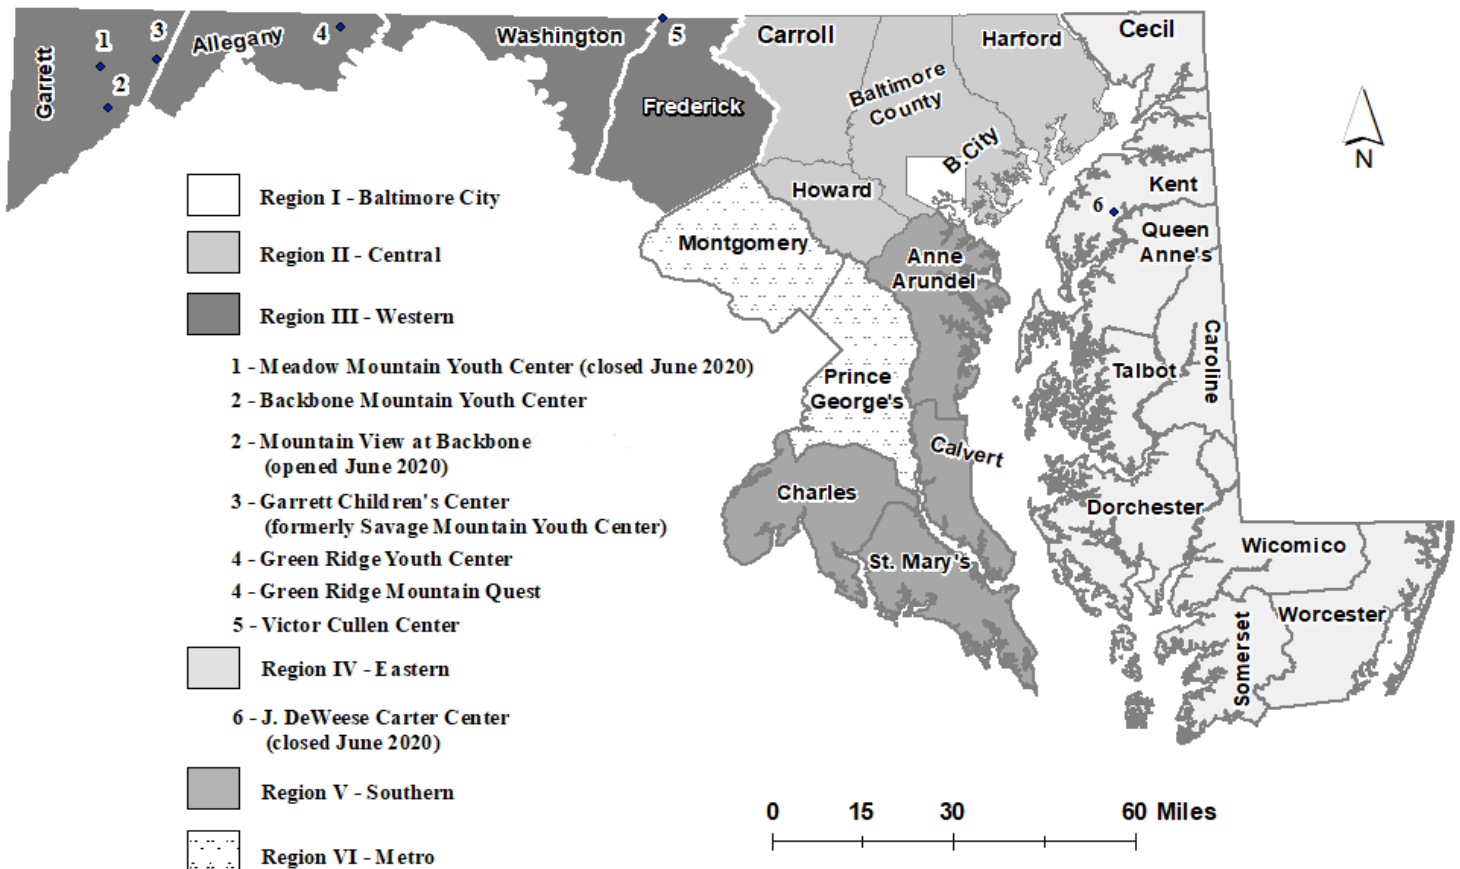 Garrett
1
2
3
Allegany
4
Washington
5
Frederick
Carroll
Baltimore
County
Harford
Cecil
B.City
Howard
Montgomery
Anne
Arundel
Prince
George's
Calvert
Charles
St. Mary's
Kent
6
Queen
Anne's
Caroline
Talbot
Dorchester
Wicomico
Worcester
Somerset
N
Region I - Baltimore City
Region II - Central
Region III - Western
1 - Meadow Mountain Youth Center (closed June 2020)
2 - Backbone Mountain Youth Center
2 - Mountain View at Backbone
(opened June 2020)
3 - Garrett Children's Center
(formerly Savage Mountain Youth Center)
4 - Green Ridge Youth Center
4 - Green Ridge Mountain Quest
5 - Victor Cullen Center
Region IV - Eastern
6 - J. DeWeese Carter Center
(closed June 2020)
Region V - Southern
Region VI - Metro
0 15 30 60 Miles